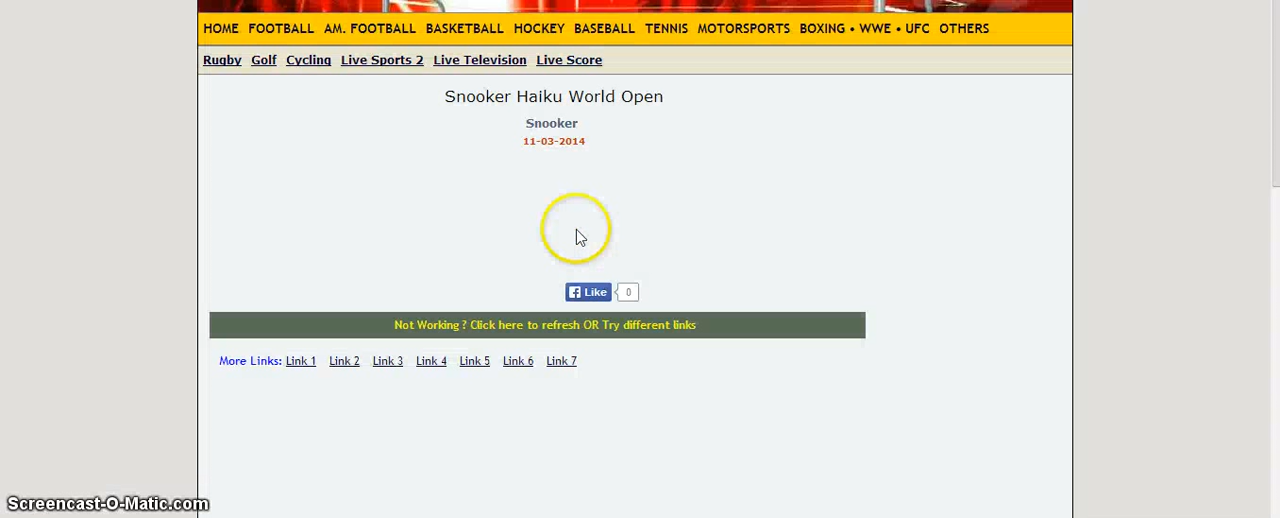 HOME FOOTBALL AM. FOOTBALL BASKETBALL HOCKEY BASEBALL TENNIS MOTORSPORTS BOXING • WWE • UFC OTHERS
Rugby Golf Cycling Live Sports 2 Live Television Live Score
Snooker Haiku World Open
Snooker
11-03-2014
Like 0
Not Working ? Click here to refresh OR Try different links
More Links: Link 1 Link 2 Link 3 Link 4 Link 5 Link 6 Link 7
Screencast-O-Matic.com